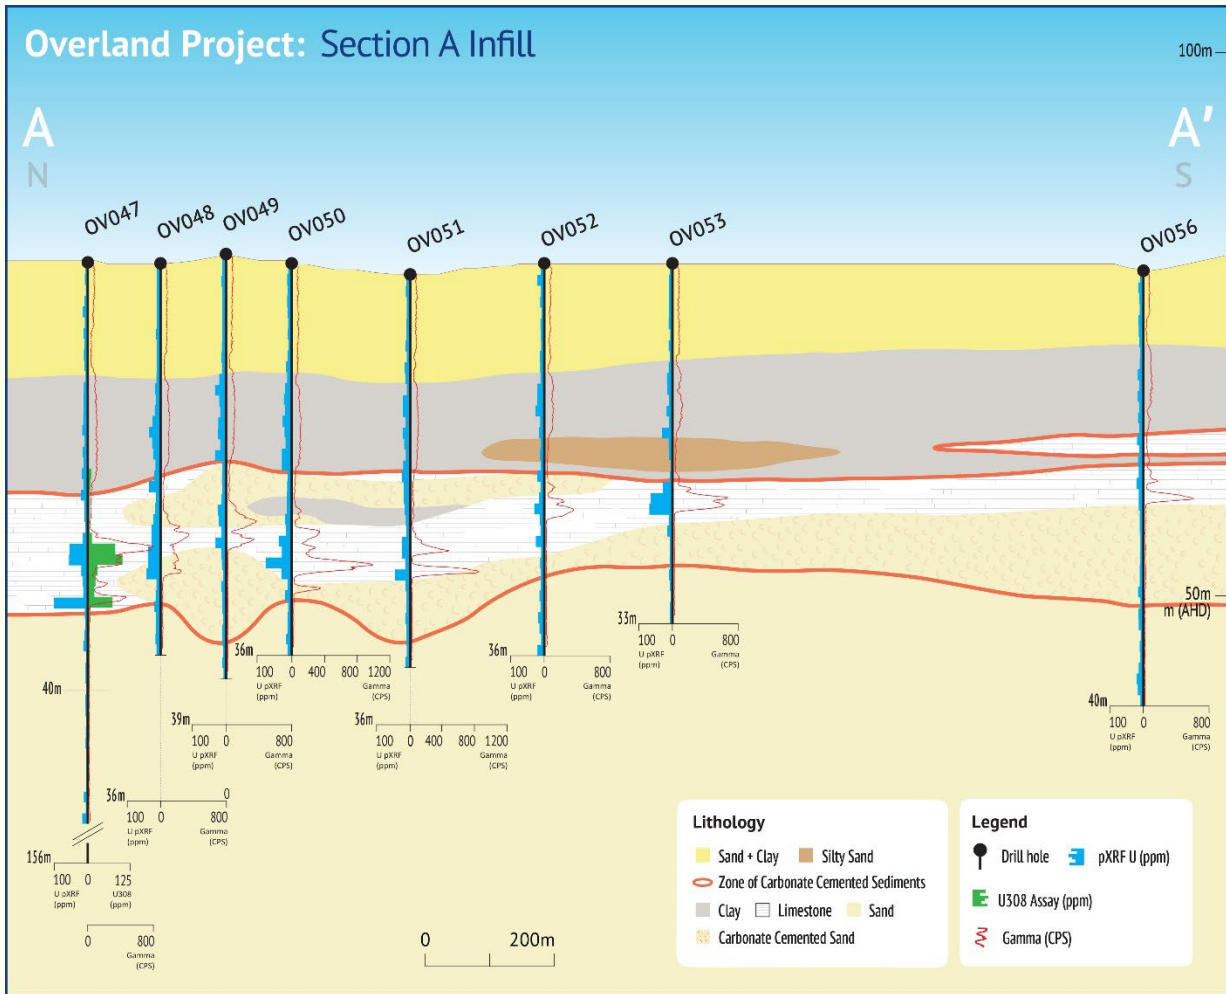 Overland Project: Section A Infill
100m
A
A'
N
S
OV047
OV048
OV049
OV050
OV051
OV052
OV053
OV056
50m
m (AHD)
33m
100 0 800
U pXRF (ppm)
Gamma (CPS)
36m
100 0 400 800 1200
U pXRF (ppm)
Gamma (CPS)
36m
100 0 800
U pXRF (ppm)
Gamma (CPS)
40m
40m
100 0 800
U pXRF (ppm)
Gamma (CPS)
39m
100 0 800
U pXRF (ppm)
Gamma (CPS)
36m
100 0 400 800 1200
U pXRF (ppm)
Gamma (CPS)
36m
0
100 0 800
U pXRF (ppm)
Gamma (CPS)
156m
100 0 125
U pXRF (ppm)
U308 (ppm)
0 800
Gamma (CPS)
0 200m
Lithology
Sand + Clay
Silty Sand
Zone of Carbonate Cemented Sediments
Clay
Limestone
Sand
Carbonate Cemented Sand
Legend
Drill hole
pXRF U (ppm)
U308 Assay (ppm)
Gamma (CPS)